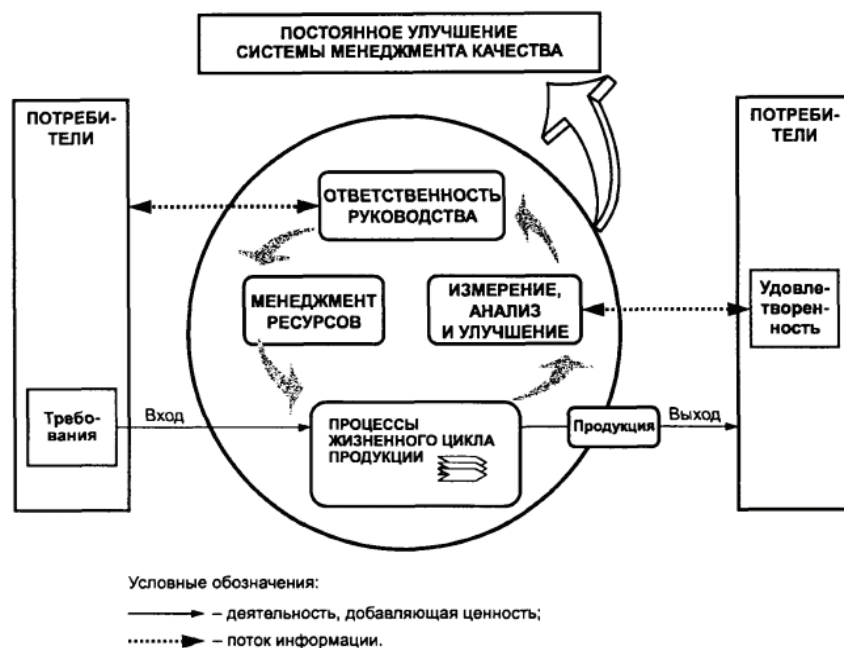 ПОСТОЯННОЕ УЛУЧШЕНИЕ
СИСТЕМЫ МЕНЕДЖМЕНТА КАЧЕСТВА
ПОТРЕБИ-
ТЕЛИ
ПОТРЕБИ-
ТЕЛИ
ОТВЕТСТВЕННОСТЬ
РУКОВОДСТВА
МЕНЕДЖМЕНТ
РЕСУРСОВ
ИЗМЕРЕНИЕ,
АНАЛИЗ
И УЛУЧШЕНИЕ
Удовле-
творен-
ность
Требо-
вания
Вход
ПРОЦЕССЫ
ЖИЗНЕННОГО ЦИКЛА
ПРОДУКЦИИ
Продукция
Выход
Условные обозначения:
– деятельность, добавляющая ценность;
– поток информации.